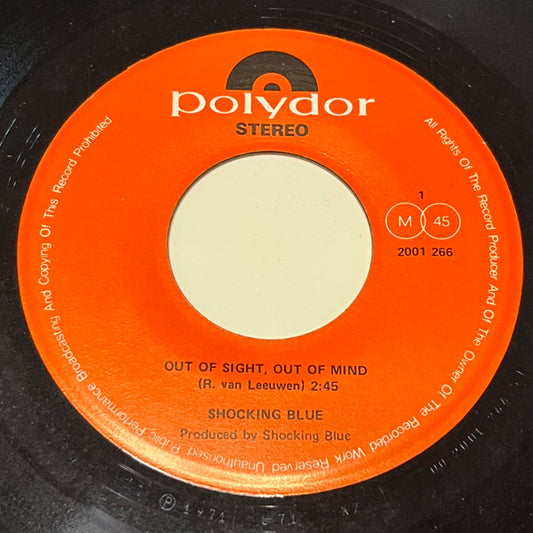 polydor
STEREO
All Rights Of The Record Producer And Of The Owner Of The Recorded Work Reserved Unauthorised Public Performance Broadcasting And Copying Of This Record Prohibited
1
M 45
2001 266
OUT OF SIGHT, OUT OF MIND
(R. van Leeuwen) 2:45
SHOCKING BLUE
Produced by Shocking Blue
℗ 1971